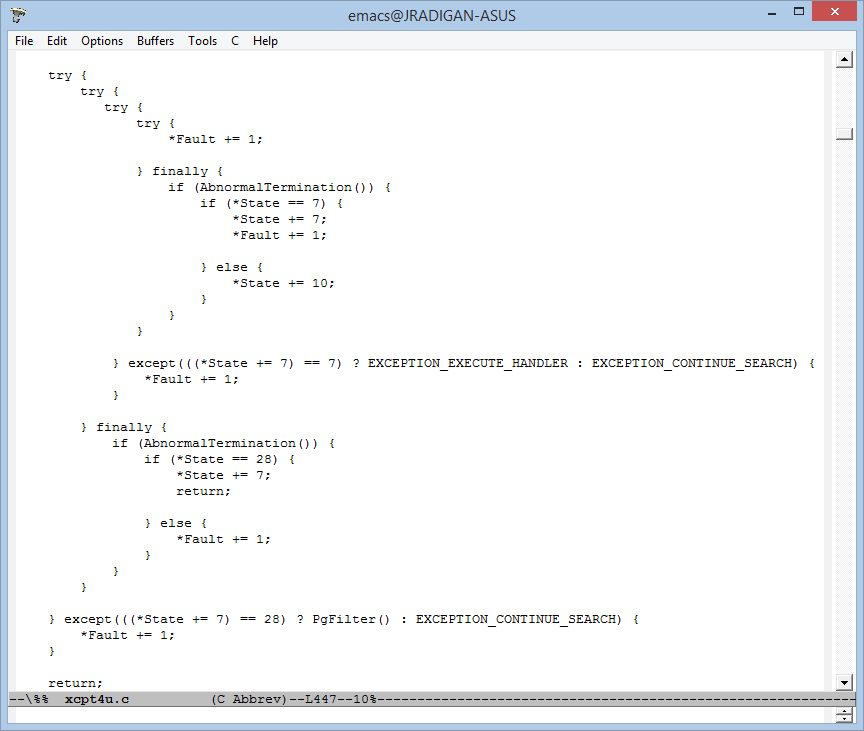 emacs@JRADIGAN-ASUS
File Edit Options Buffers Tools C Help
try {
try {
try {
try {
*Fault += 1;
} finally {
if (AbnormalTermination()) {
if (*State == 7) {
*State += 7;
*Fault += 1;
} else {
*State += 10;
}
}
}
} except(((*State += 7) == 7) ? EXCEPTION_EXECUTE_HANDLER : EXCEPTION_CONTINUE_SEARCH) {
*Fault += 1;
}
} finally {
if (AbnormalTermination()) {
if (*State == 28) {
*State += 7;
return;
} else {
*Fault += 1;
}
}
}
} except(((*State += 7) == 28) ? PgFilter() : EXCEPTION_CONTINUE_SEARCH) {
*Fault += 1;
}
return;
--\%% xcpt4u.c (C Abbrev)--L447--10%------------------------------------------------------------